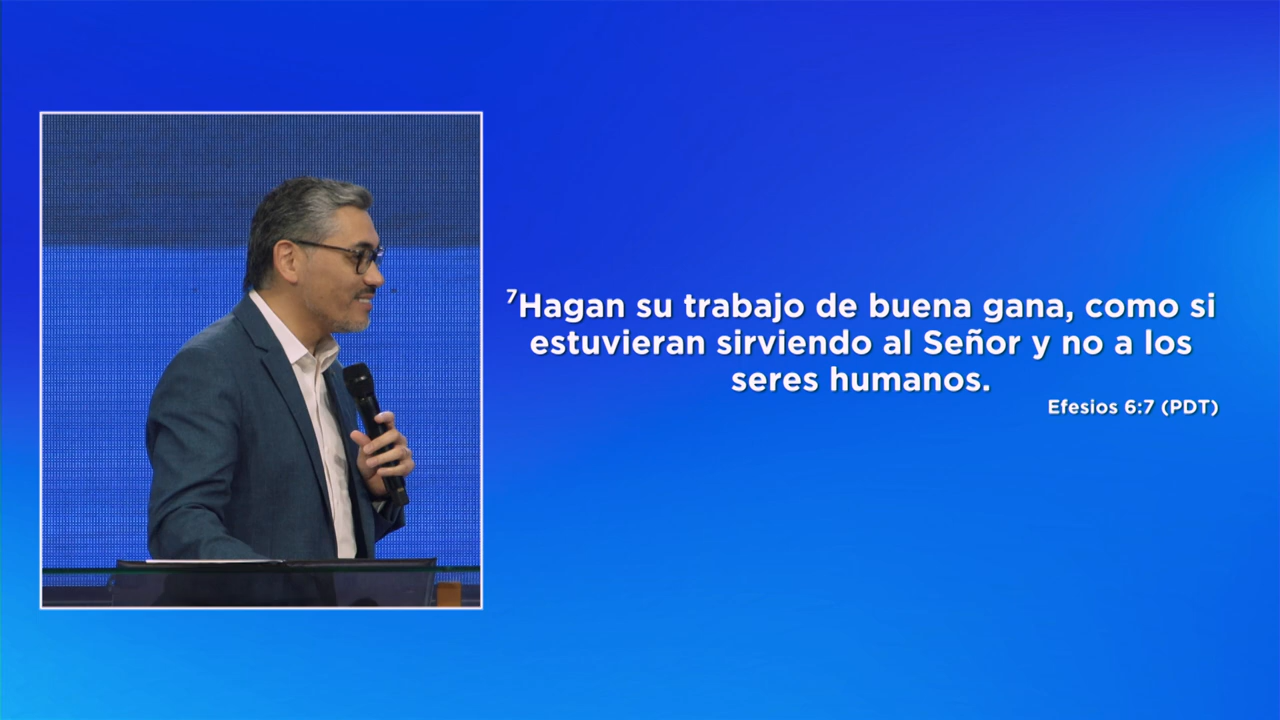 ⁷Hagan su trabajo de buena gana, como si
estuvieran sirviendo al Señor y no a los
seres humanos.
Efesios 6:7 (PDT)